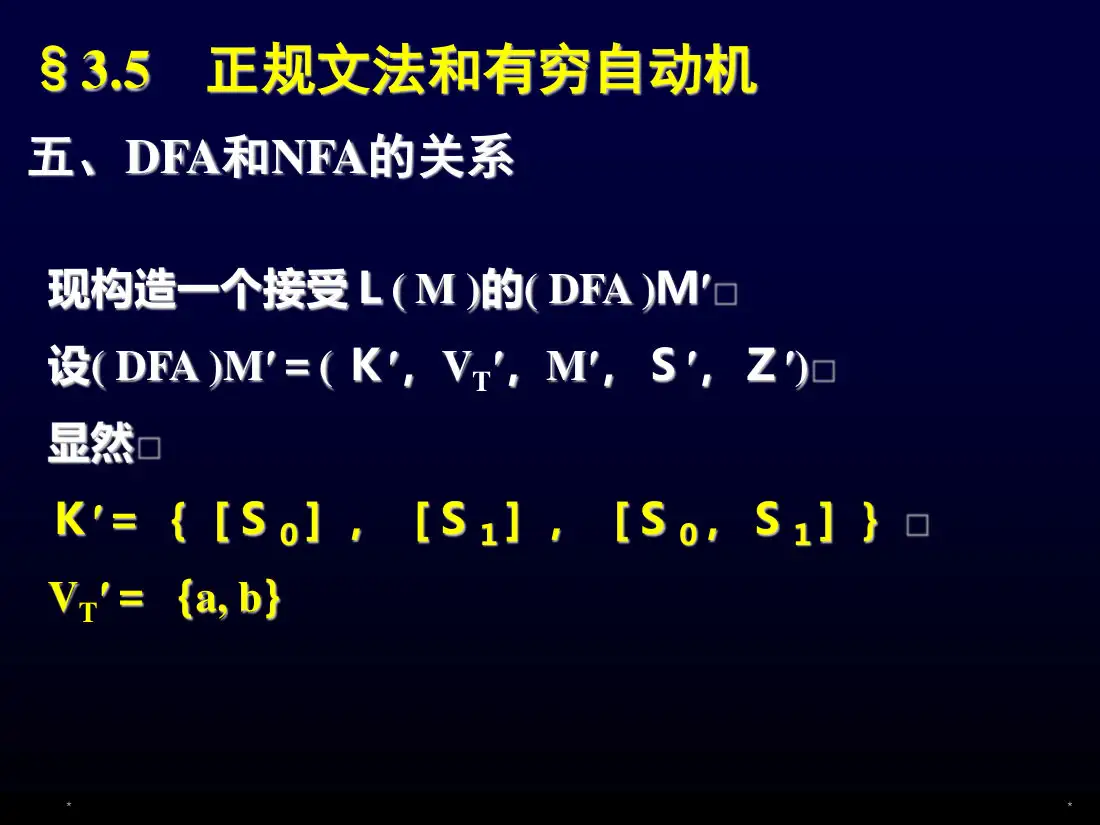 §3.5 正规文法和有穷自动机
五、DFA和NFA的关系
现构造一个接受 L ( M )的( DFA )M′□
设( DFA )M′ = ( K ′, V_T′, M′, S ′, Z ′)□
显然□
K ′ = { [ S ₀ ] , [ S ₁ ] , [ S ₀ , S ₁ ] } □
V_T′ = {a, b}
* *